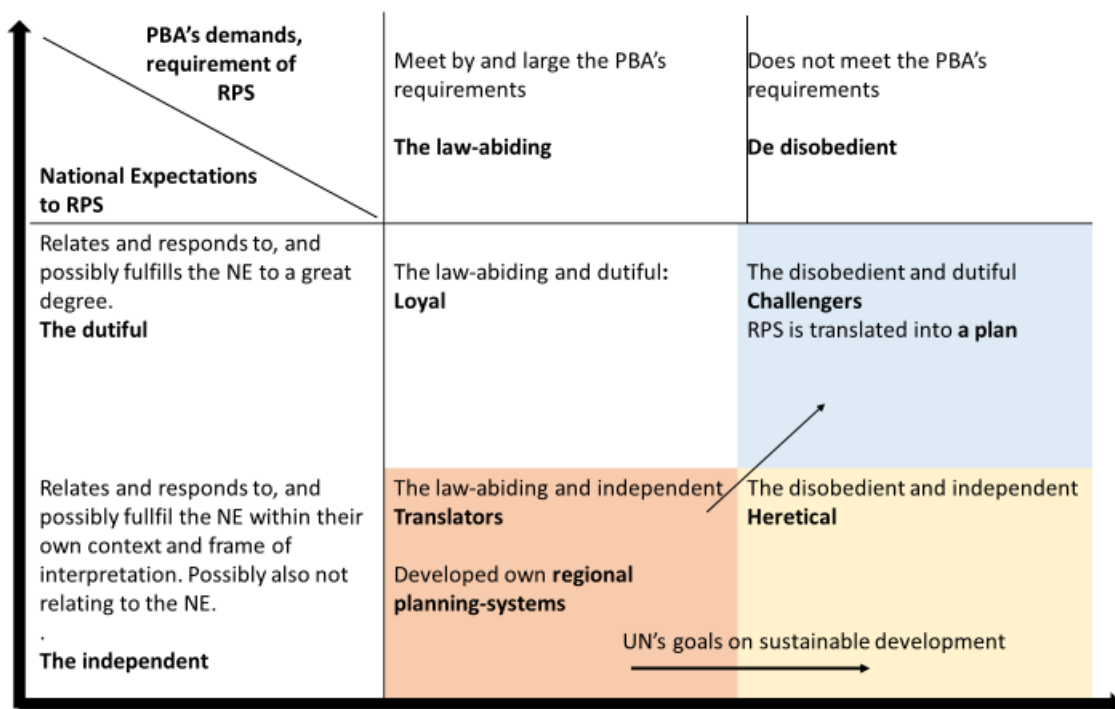 PBA's demands,
requirement of
RPS
National Expectations
to RPS
Meet by and large the PBA's
requirements
The law-abiding
Does not meet the PBA's
requirements
De disobedient
Relates and responds to, and
possibly fulfills the NE to a great
degree.
The dutiful
The law-abiding and dutiful:
Loyal
The disobedient and dutiful
Challengers
RPS is translated into a plan
Relates and responds to, and
possibly fullfil the NE within their
own context and frame of
interpretation. Possibly also not
relating to the NE.
.
The independent
The law-abiding and independent
Translators
Developed own regional
planning-systems
The disobedient and independent
Heretical
UN's goals on sustainable development